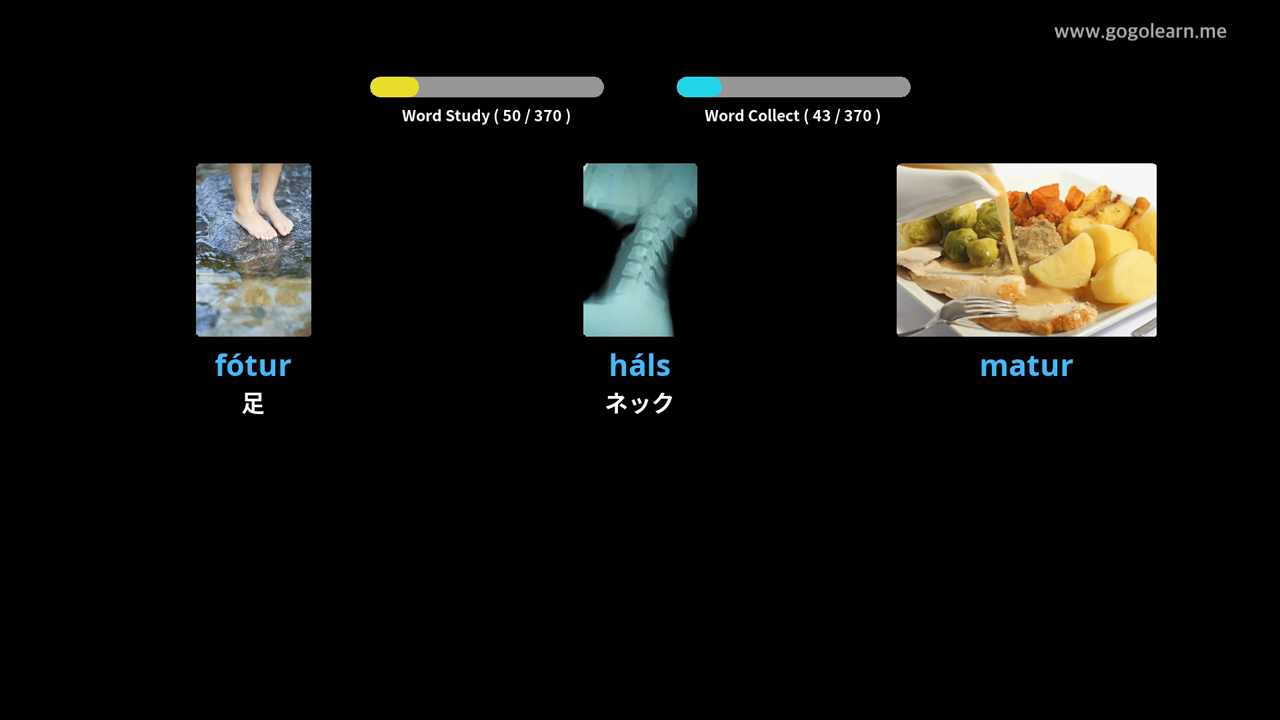 www.gogolearn.me
Word Study ( 50 / 370 )
Word Collect ( 43 / 370 )
fótur
足
háls
ネック
matur